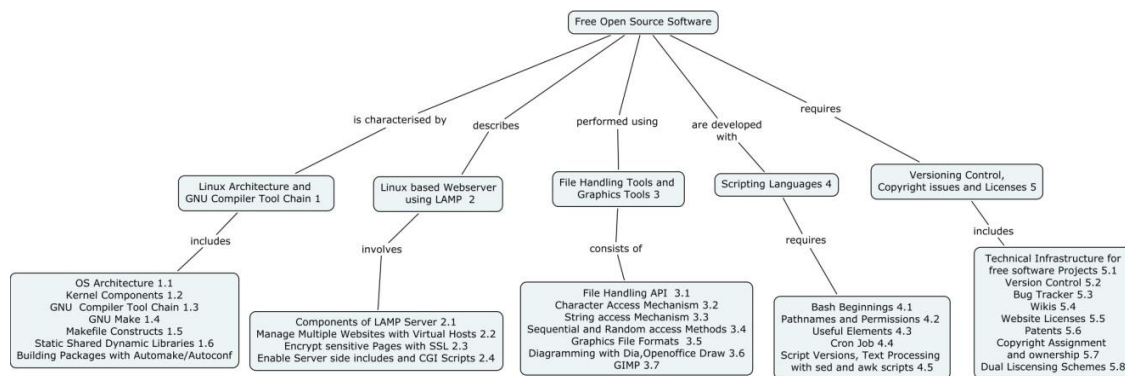 Free Open Source Software
is characterised by
describes
performed using
are developed
with
requires
Linux Architecture and
GNU Compiler Tool Chain 1
Linux based Webserver
using LAMP 2
File Handling Tools and
Graphics Tools 3
Scripting Languages 4
Versioning Control,
Copyright issues and Licenses 5
includes
involves
consists of
requires
includes
OS Architecture 1.1
Kernel Components 1.2
GNU Compiler Tool Chain 1.3
GNU Make 1.4
Makefile Constructs 1.5
Static Shared Dynamic Libraries 1.6
Building Packages with Automake/Autoconf
Components of LAMP Server 2.1
Manage Multiple Websites with Virtual Hosts 2.2
Encrypt sensitive Pages with SSL 2.3
Enable Server side includes and CGI Scripts 2.4
File Handling API 3.1
Character Access Mechanism 3.2
String access Mechanism 3.3
Sequential and Random access Methods 3.4
Graphics File Formats 3.5
Diagramming with Dia,Openoffice Draw 3.6
GIMP 3.7
Bash Beginnings 4.1
Pathnames and Permissions 4.2
Useful Elements 4.3
Cron Job 4.4
Script Versions, Text Processing
with sed and awk scripts 4.5
Technical Infrastructure for
free software Projects 5.1
Version Control 5.2
Bug Tracker 5.3
Wikis 5.4
Website Licenses 5.5
Patents 5.6
Copyright Assignment
and ownership 5.7
Dual Liscensing Schemes 5.8